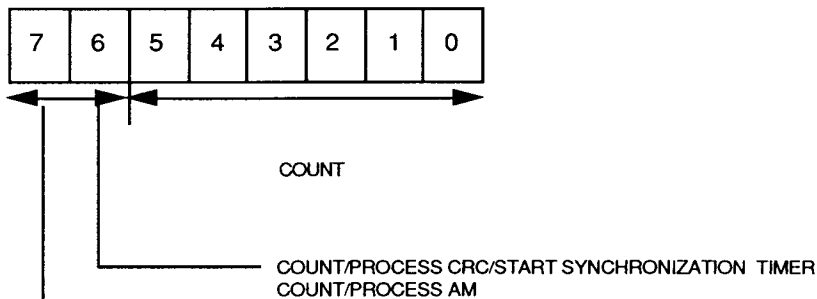 7 6 5 4 3 2 1 0
COUNT
COUNT/PROCESS CRC/START SYNCHRONIZATION TIMER
COUNT/PROCESS AM